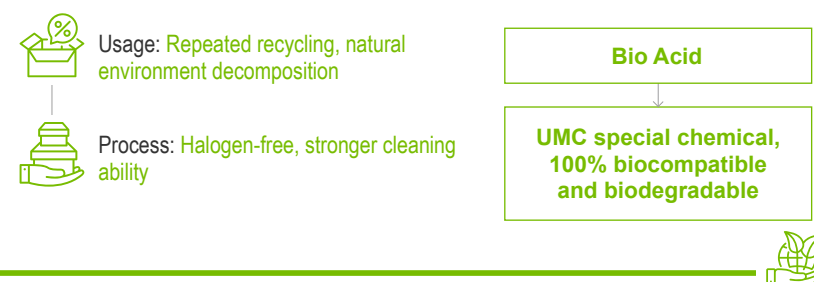 Usage: Repeated recycling, natural
environment decomposition
Process: Halogen-free, stronger cleaning
ability
Bio Acid
UMC special chemical,
100% biocompatible
and biodegradable